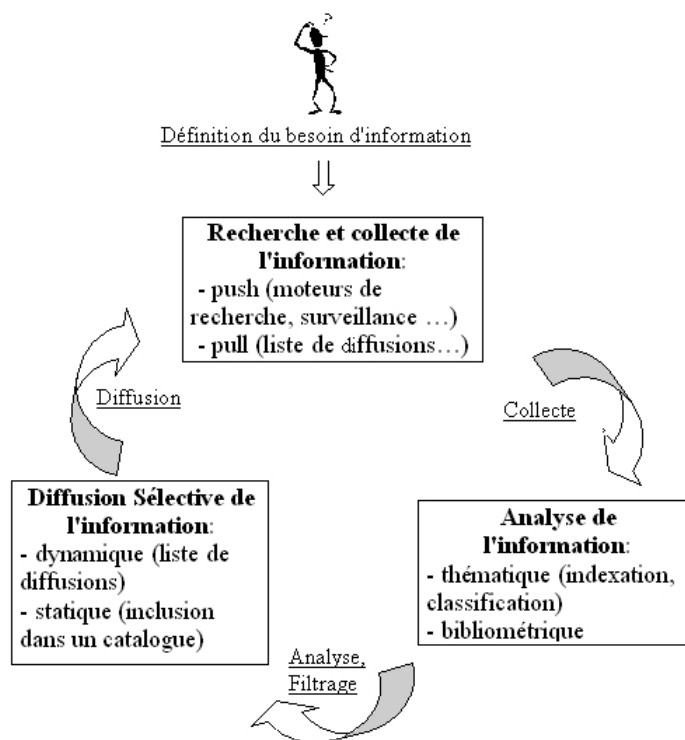 ?
Définition du besoin d'information
Recherche et collecte de
l'information:
- push (moteurs de
recherche, surveillance …)
- pull (liste de diffusions…)
Diffusion
Collecte
Diffusion Sélective de
l'information:
- dynamique (liste de
diffusions)
- statique (inclusion
dans un catalogue)
Analyse de
l'information:
- thématique (indexation,
classification)
- bibliométrique
Analyse,
Filtrage